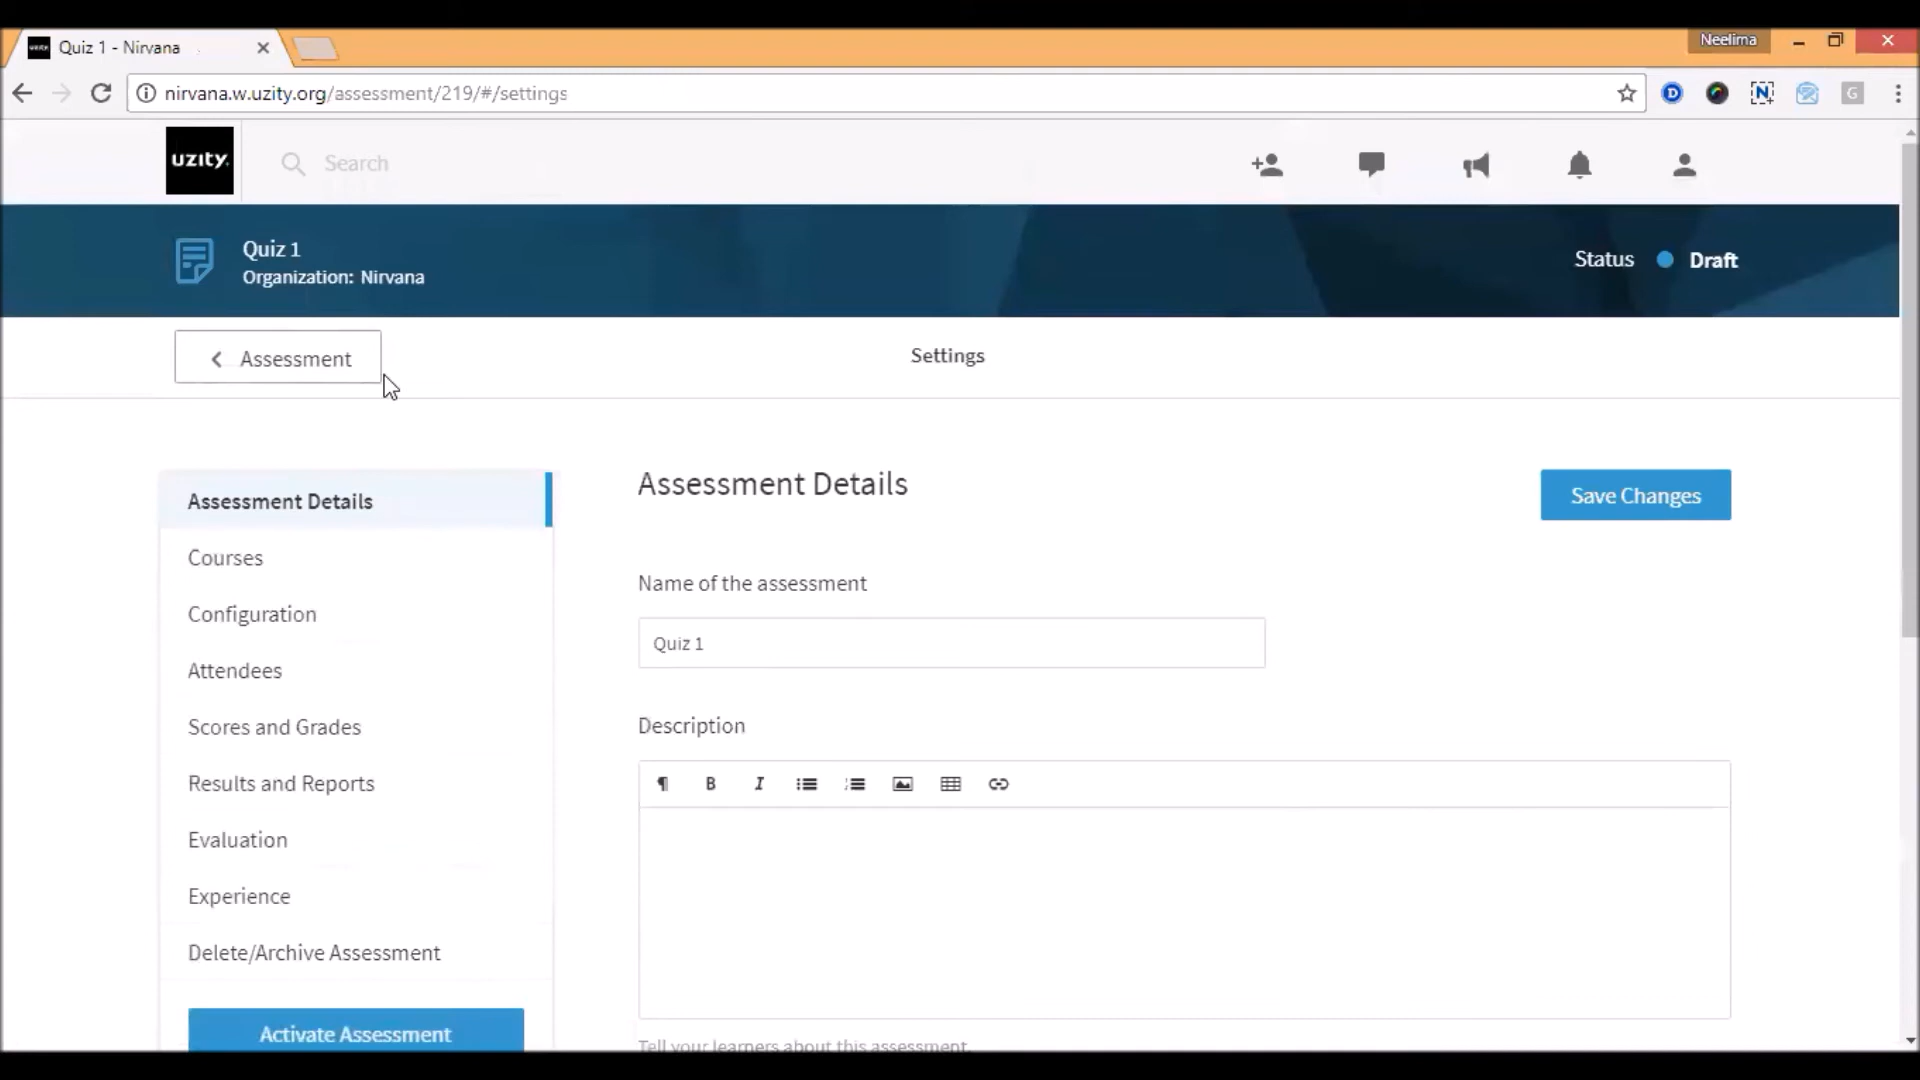 Quiz 1 - Nirvana
Neelima
nirvana.w.uzity.org/assessment/219/#/settings
uzity.
Search
Quiz 1
Organization: Nirvana
Status
Draft
Assessment
Settings
Assessment Details
Courses
Configuration
Attendees
Scores and Grades
Results and Reports
Evaluation
Experience
Delete/Archive Assessment
Activate Assessment
Assessment Details
Save Changes
Name of the assessment
Quiz 1
Description
Tell your learners about this assessment.